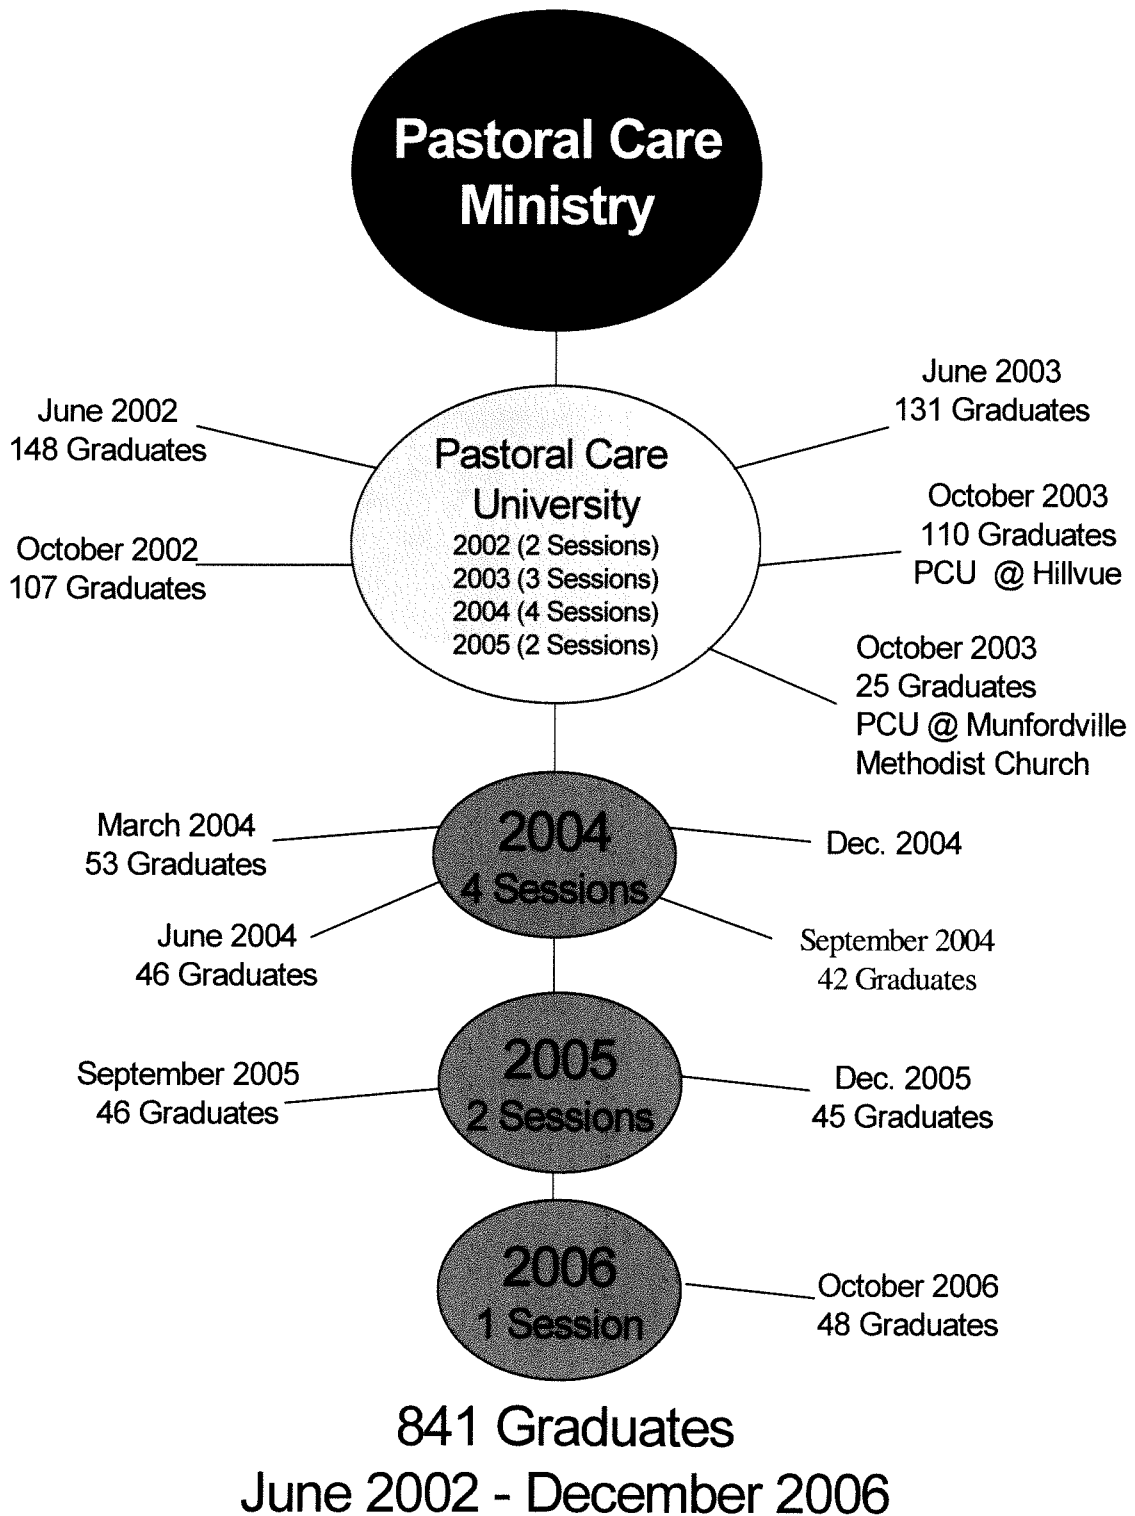 Pastoral Care
Ministry
June 2002
148 Graduates
October 2002
107 Graduates
Pastoral Care
University
2002 (2 Sessions)
2003 (3 Sessions)
2004 (4 Sessions)
2005 (2 Sessions)
June 2003
131 Graduates
October 2003
110 Graduates
PCU @ Hillvue
October 2003
25 Graduates
PCU @ Munfordville
Methodist Church
March 2004
53 Graduates
June 2004
46 Graduates
2004
4 Sessions
Dec. 2004
September 2004
42 Graduates
September 2005
46 Graduates
2005
2 Sessions
Dec. 2005
45 Graduates
2006
1 Session
October 2006
48 Graduates
841 Graduates
June 2002 - December 2006